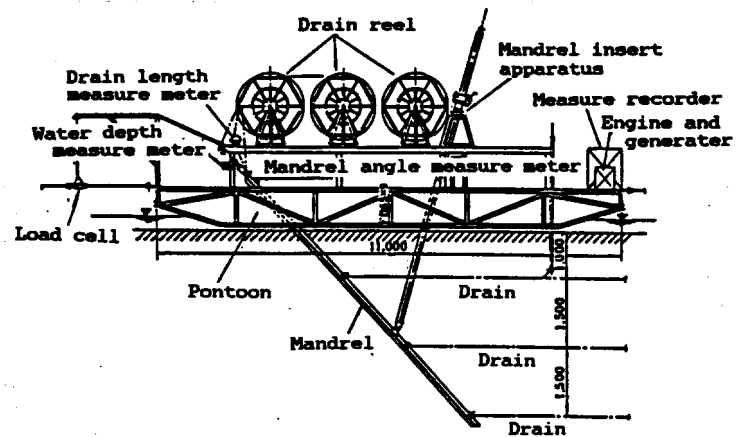 Drain reel
Mandrel insert
apparatus
Drain length
measure meter
Measure recorder
Water depth
measure meter
Engine and
generater
Mandrel angle measure meter
Load cell
11,000
Pontoon
Drain
1,000
Mandrel
1,500
Drain
1,500
Drain